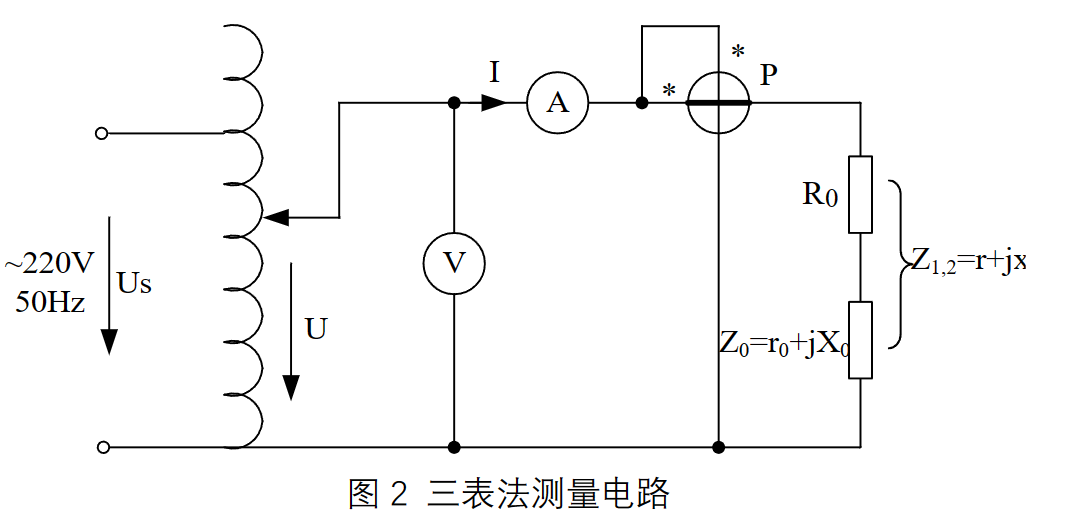 I
A
*
*
P
V
R0
Z1,2=r+jx
~220V
50Hz
Us
U
Z0=r0+jX0
图 2 三表法测量电路